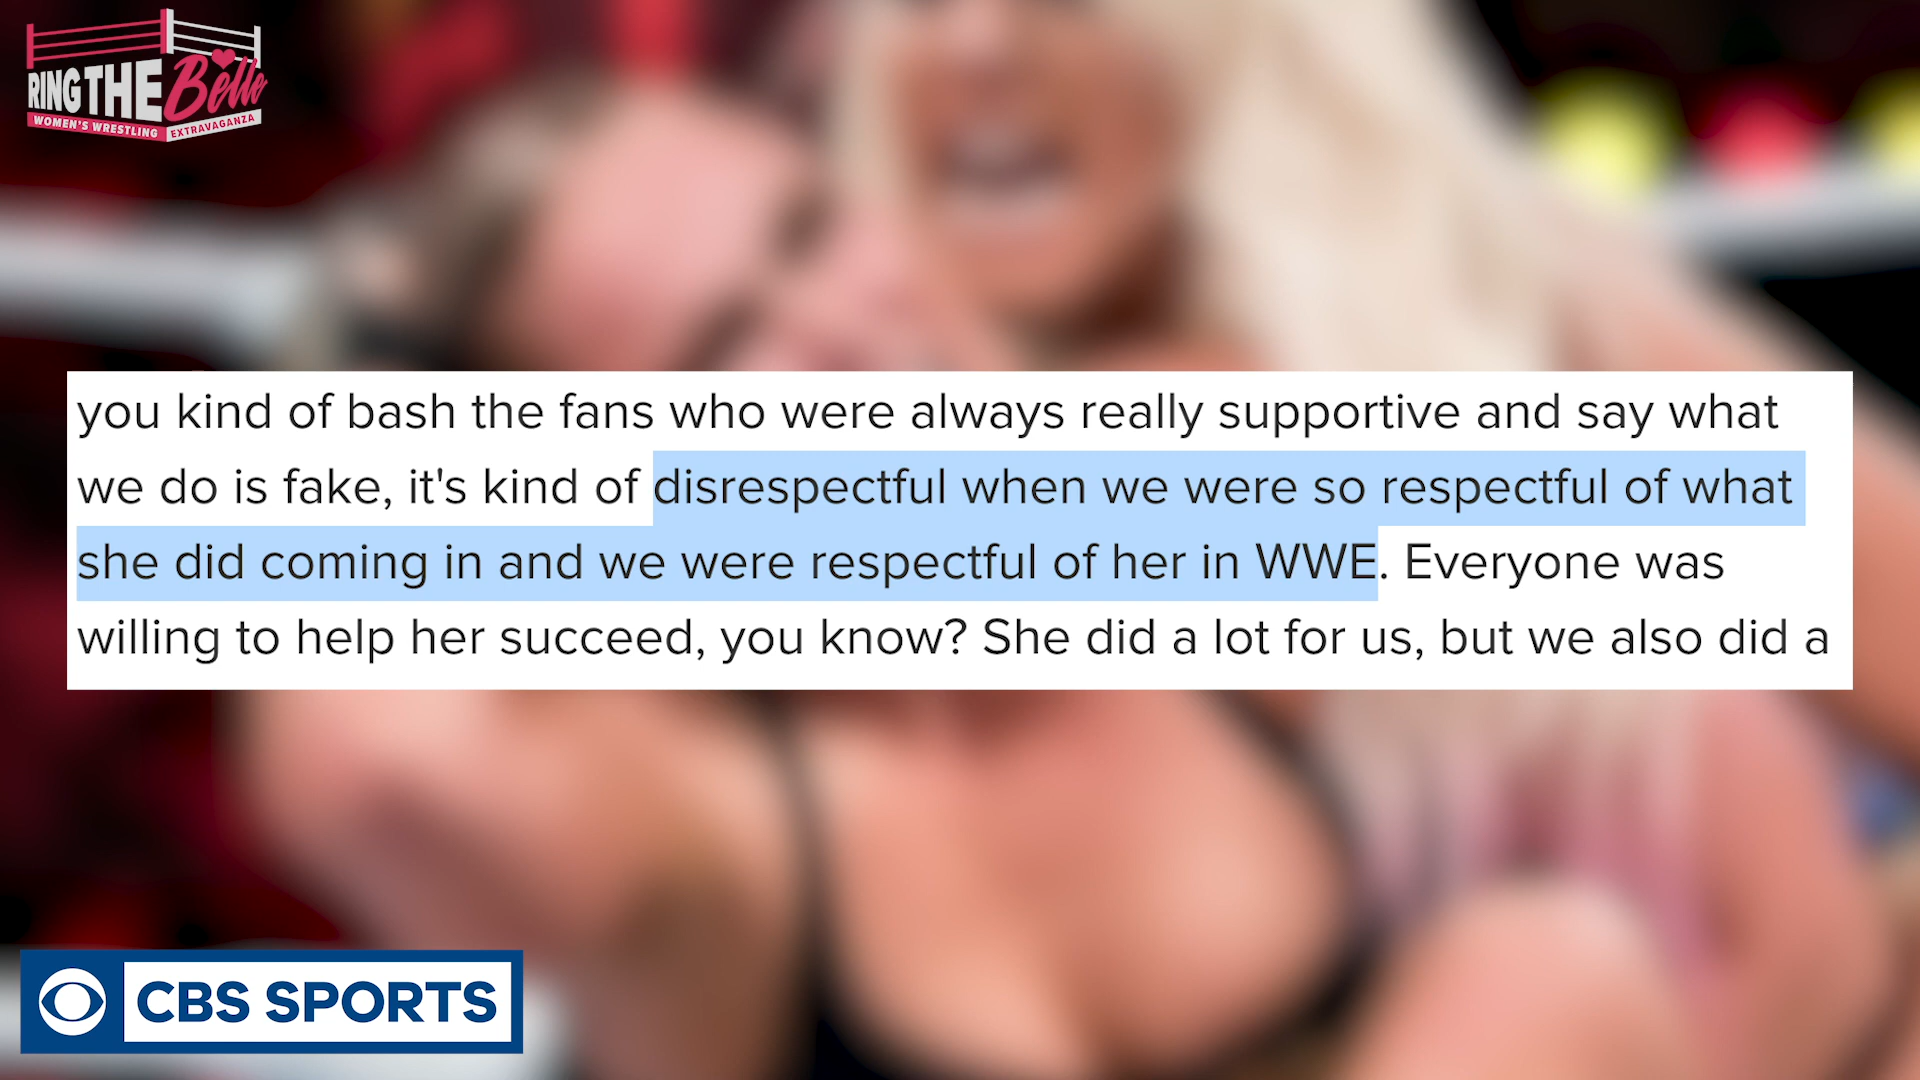 RING THE Belle
WOMEN'S WRESTLING EXTRAVAGANZA
you kind of bash the fans who were always really supportive and say what
we do is fake, it's kind of disrespectful when we were so respectful of what
she did coming in and we were respectful of her in WWE. Everyone was
willing to help her succeed, you know? She did a lot for us, but we also did a
CBS SPORTS